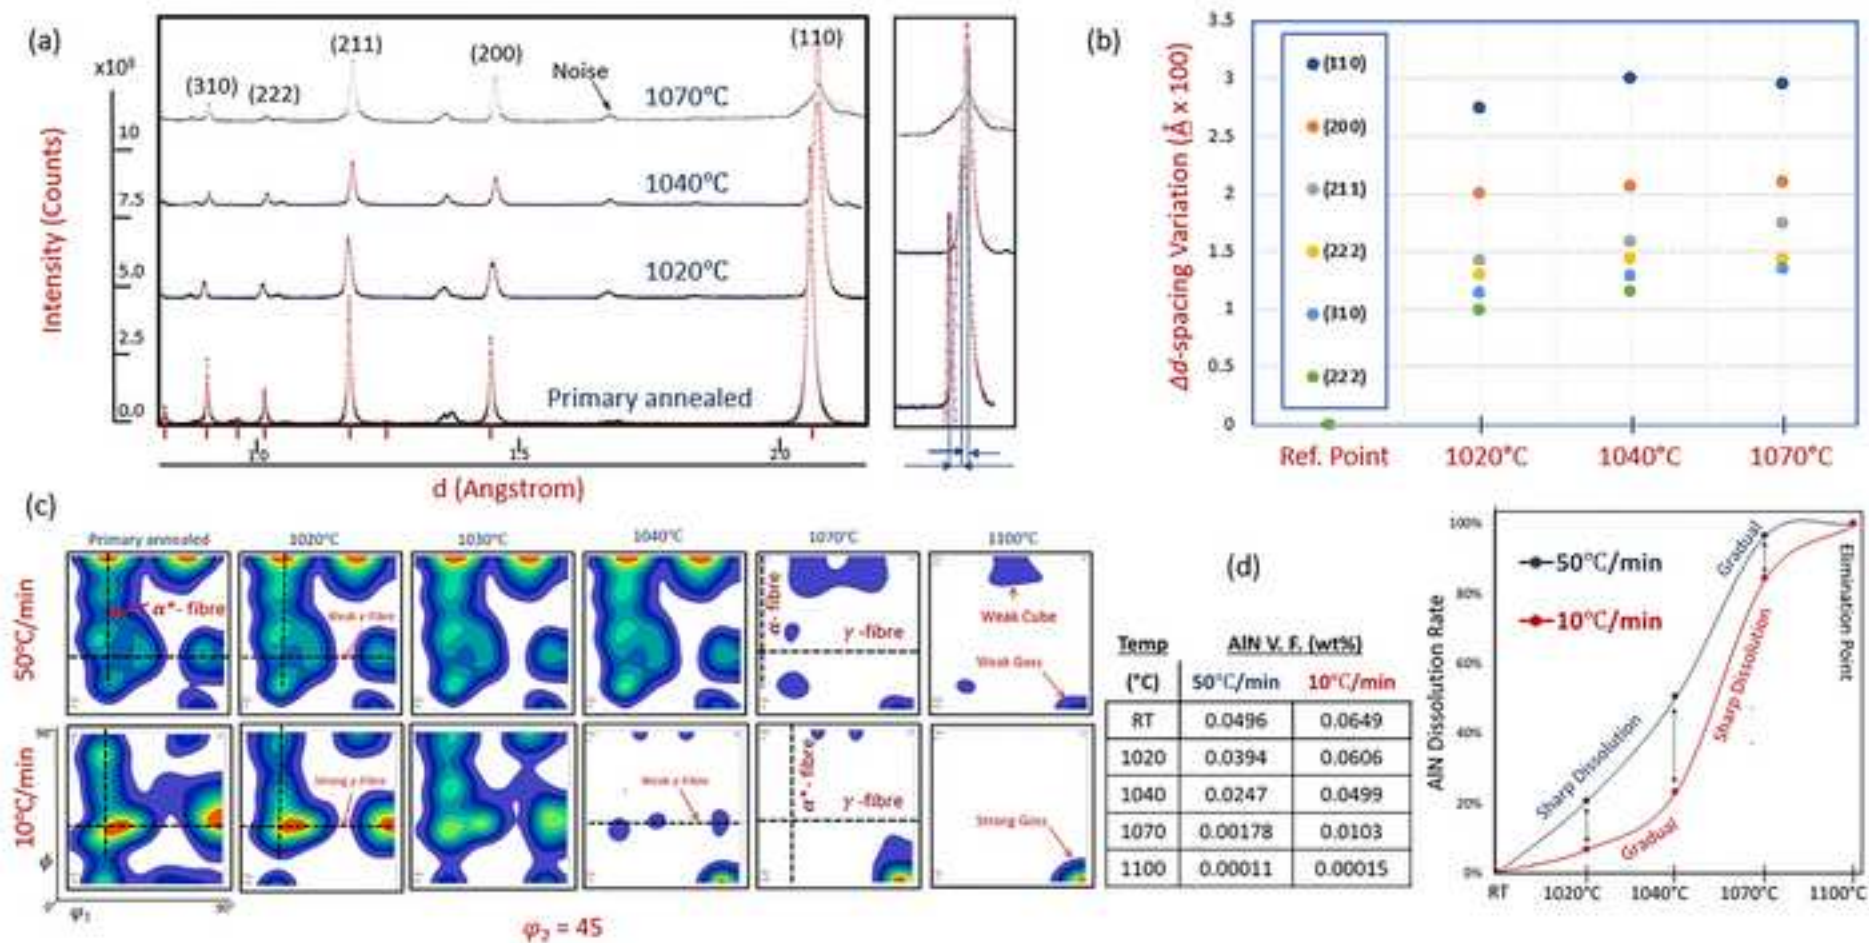 (a)
x10⁸
(310)
(222)
(211)
(200)
Noise
(110)
1070°C
1040°C
1020°C
Primary annealed
10
7.5
5.0
2.5
0.0
Intensity (Counts)
1.0
1.5
2.0
d (Angstrom)
(b)
Δd-spacing Variation (Å x 100)
3.5
3
2.5
2
1.5
1
0.5
0
(110)
(200)
(211)
(222)
(310)
(222)
Ref. Point
1020°C
1040°C
1070°C
(c)
Primary annealed
1020°C
1030°C
1040°C
1070°C
1100°C
50°C/min
α*- fibre
Weak γ-Fibre
α- fibre
γ -fibre
Weak Cube
Weak Goss
10°C/min
Strong γ-Fibre
Weak γ-Fibre
α*- fibre
γ -fibre
Strong Goss
90°
0°
φ₁
90°
φ₂ = 45
(d)
Temp AlN V. F. (wt%)
(°C) 50°C/min 10°C/min
RT 0.0496 0.0649
1020 0.0394 0.0606
1040 0.0247 0.0499
1070 0.00178 0.0103
1100 0.00011 0.00015
AlN Dissolution Rate
100%
80%
60%
40%
20%
0%
50°C/min
10°C/min
Gradual
Sharp Dissolution
Sharp Dissolution
Gradual
Elimination Point
RT
1020°C
1040°C
1070°C
1100°C